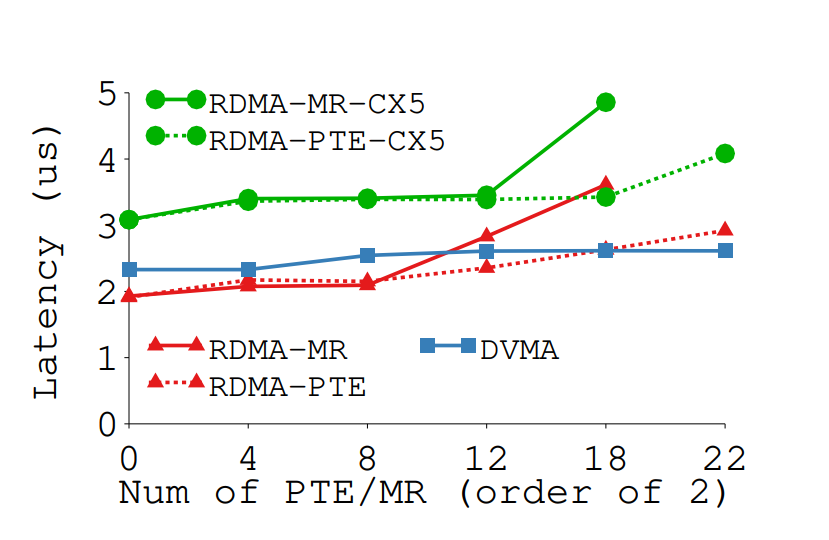 5
RDMA-MR-CX5
RDMA-PTE-CX5
4
3
2
1
0
Latency (us)
RDMA-MR
DVMA
RDMA-PTE
0 4 8 12 18 22
Num of PTE/MR (order of 2)